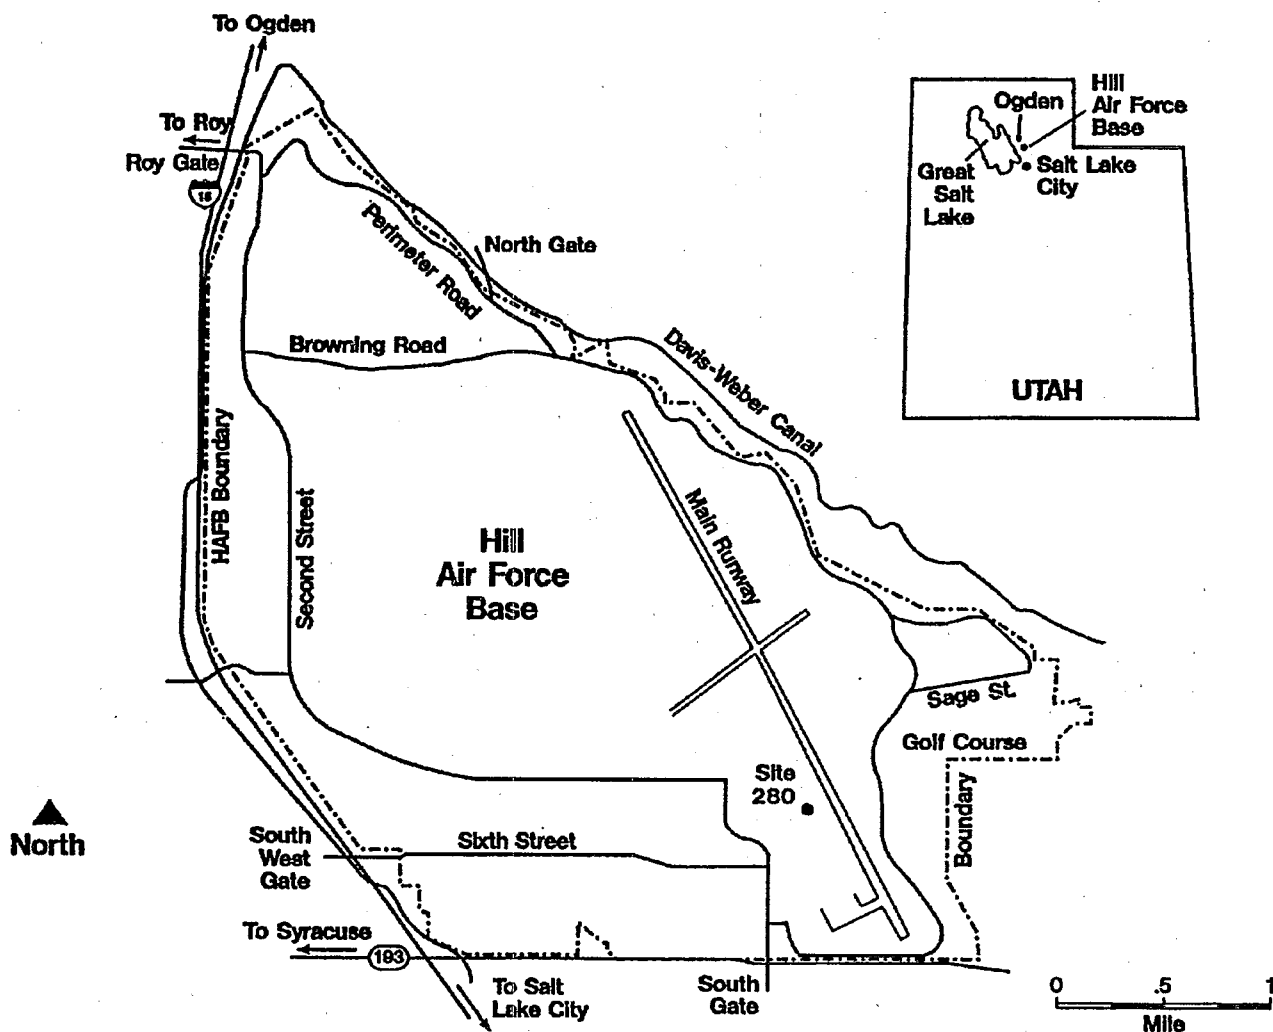 To Ogden
To Roy
Roy Gate
15
Perimeter Road
North Gate
Browning Road
Davis-Weber Canal
HAFB Boundary
Second Street
Hill
Air Force
Base
Main Runway
Sage St.
Golf Course
Boundary
Site
280
North
South
West
Gate
Sixth Street
To Syracuse
193
To Salt
Lake City
South
Gate
0 .5 1
Mile
Hill
Air Force
Base
Ogden
Great
Salt
Lake
Salt Lake
City
UTAH